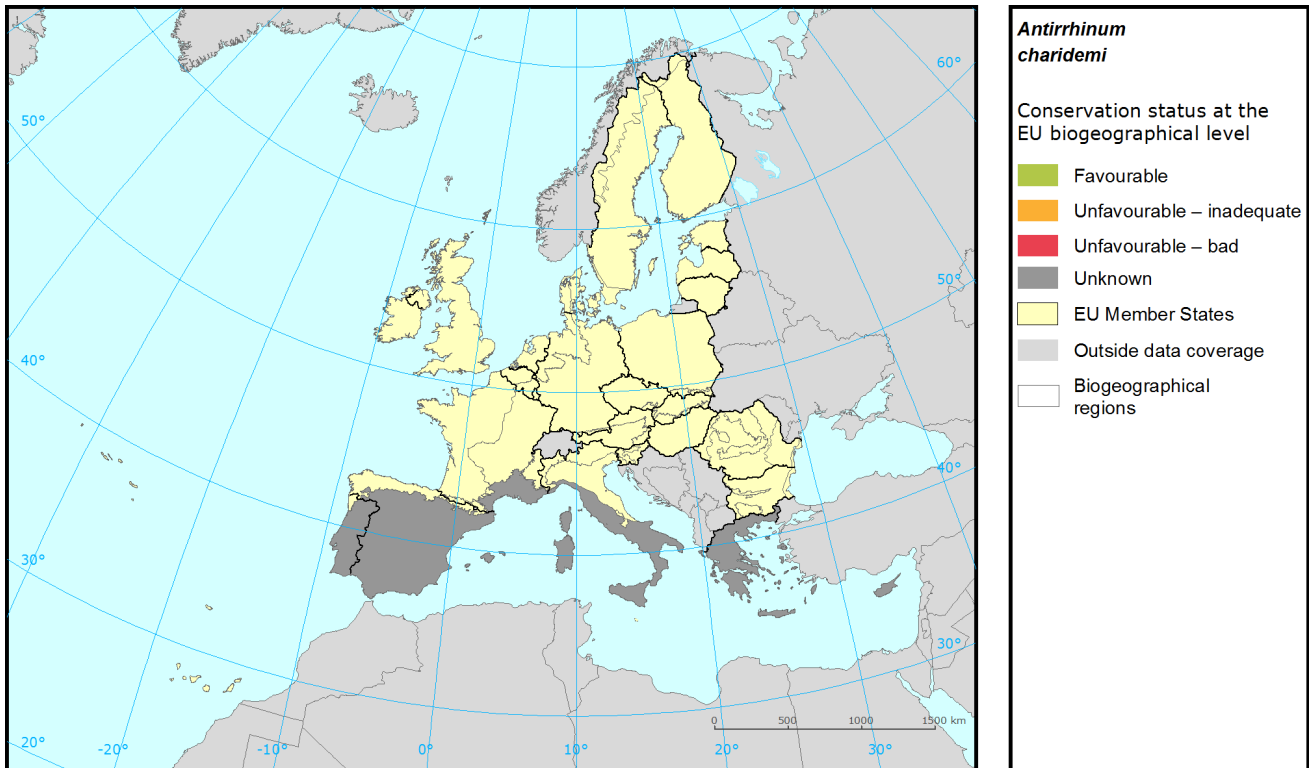 60°
50°
50°
40°
40°
30°
30°
0 500 1000 1500 km
20° -20° -10° 0° 10° 20° 30°
Antirrhinum
charidemi
Conservation status at the
EU biogeographical level
Favourable
Unfavourable – inadequate
Unfavourable – bad
Unknown
EU Member States
Outside data coverage
Biogeographical
regions